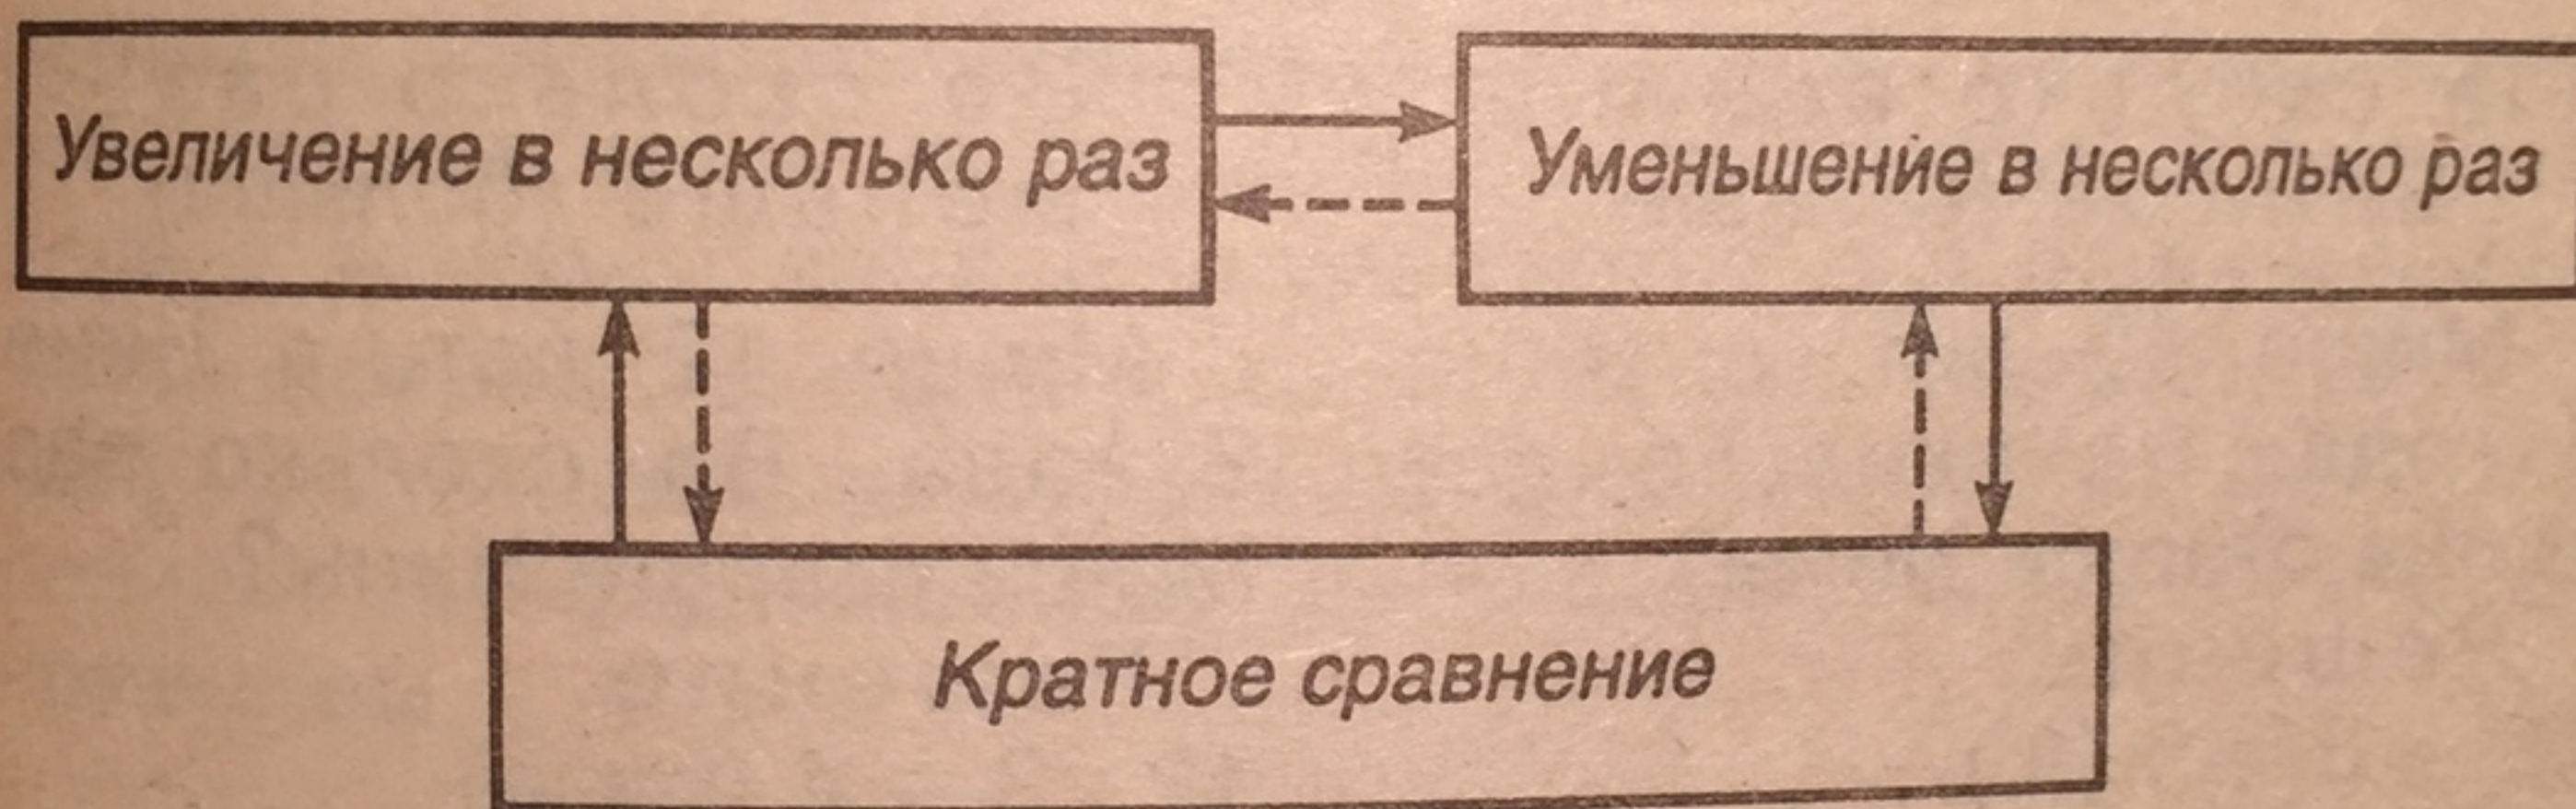 Увеличение в несколько раз
Уменьшение в несколько раз
Кратное сравнение